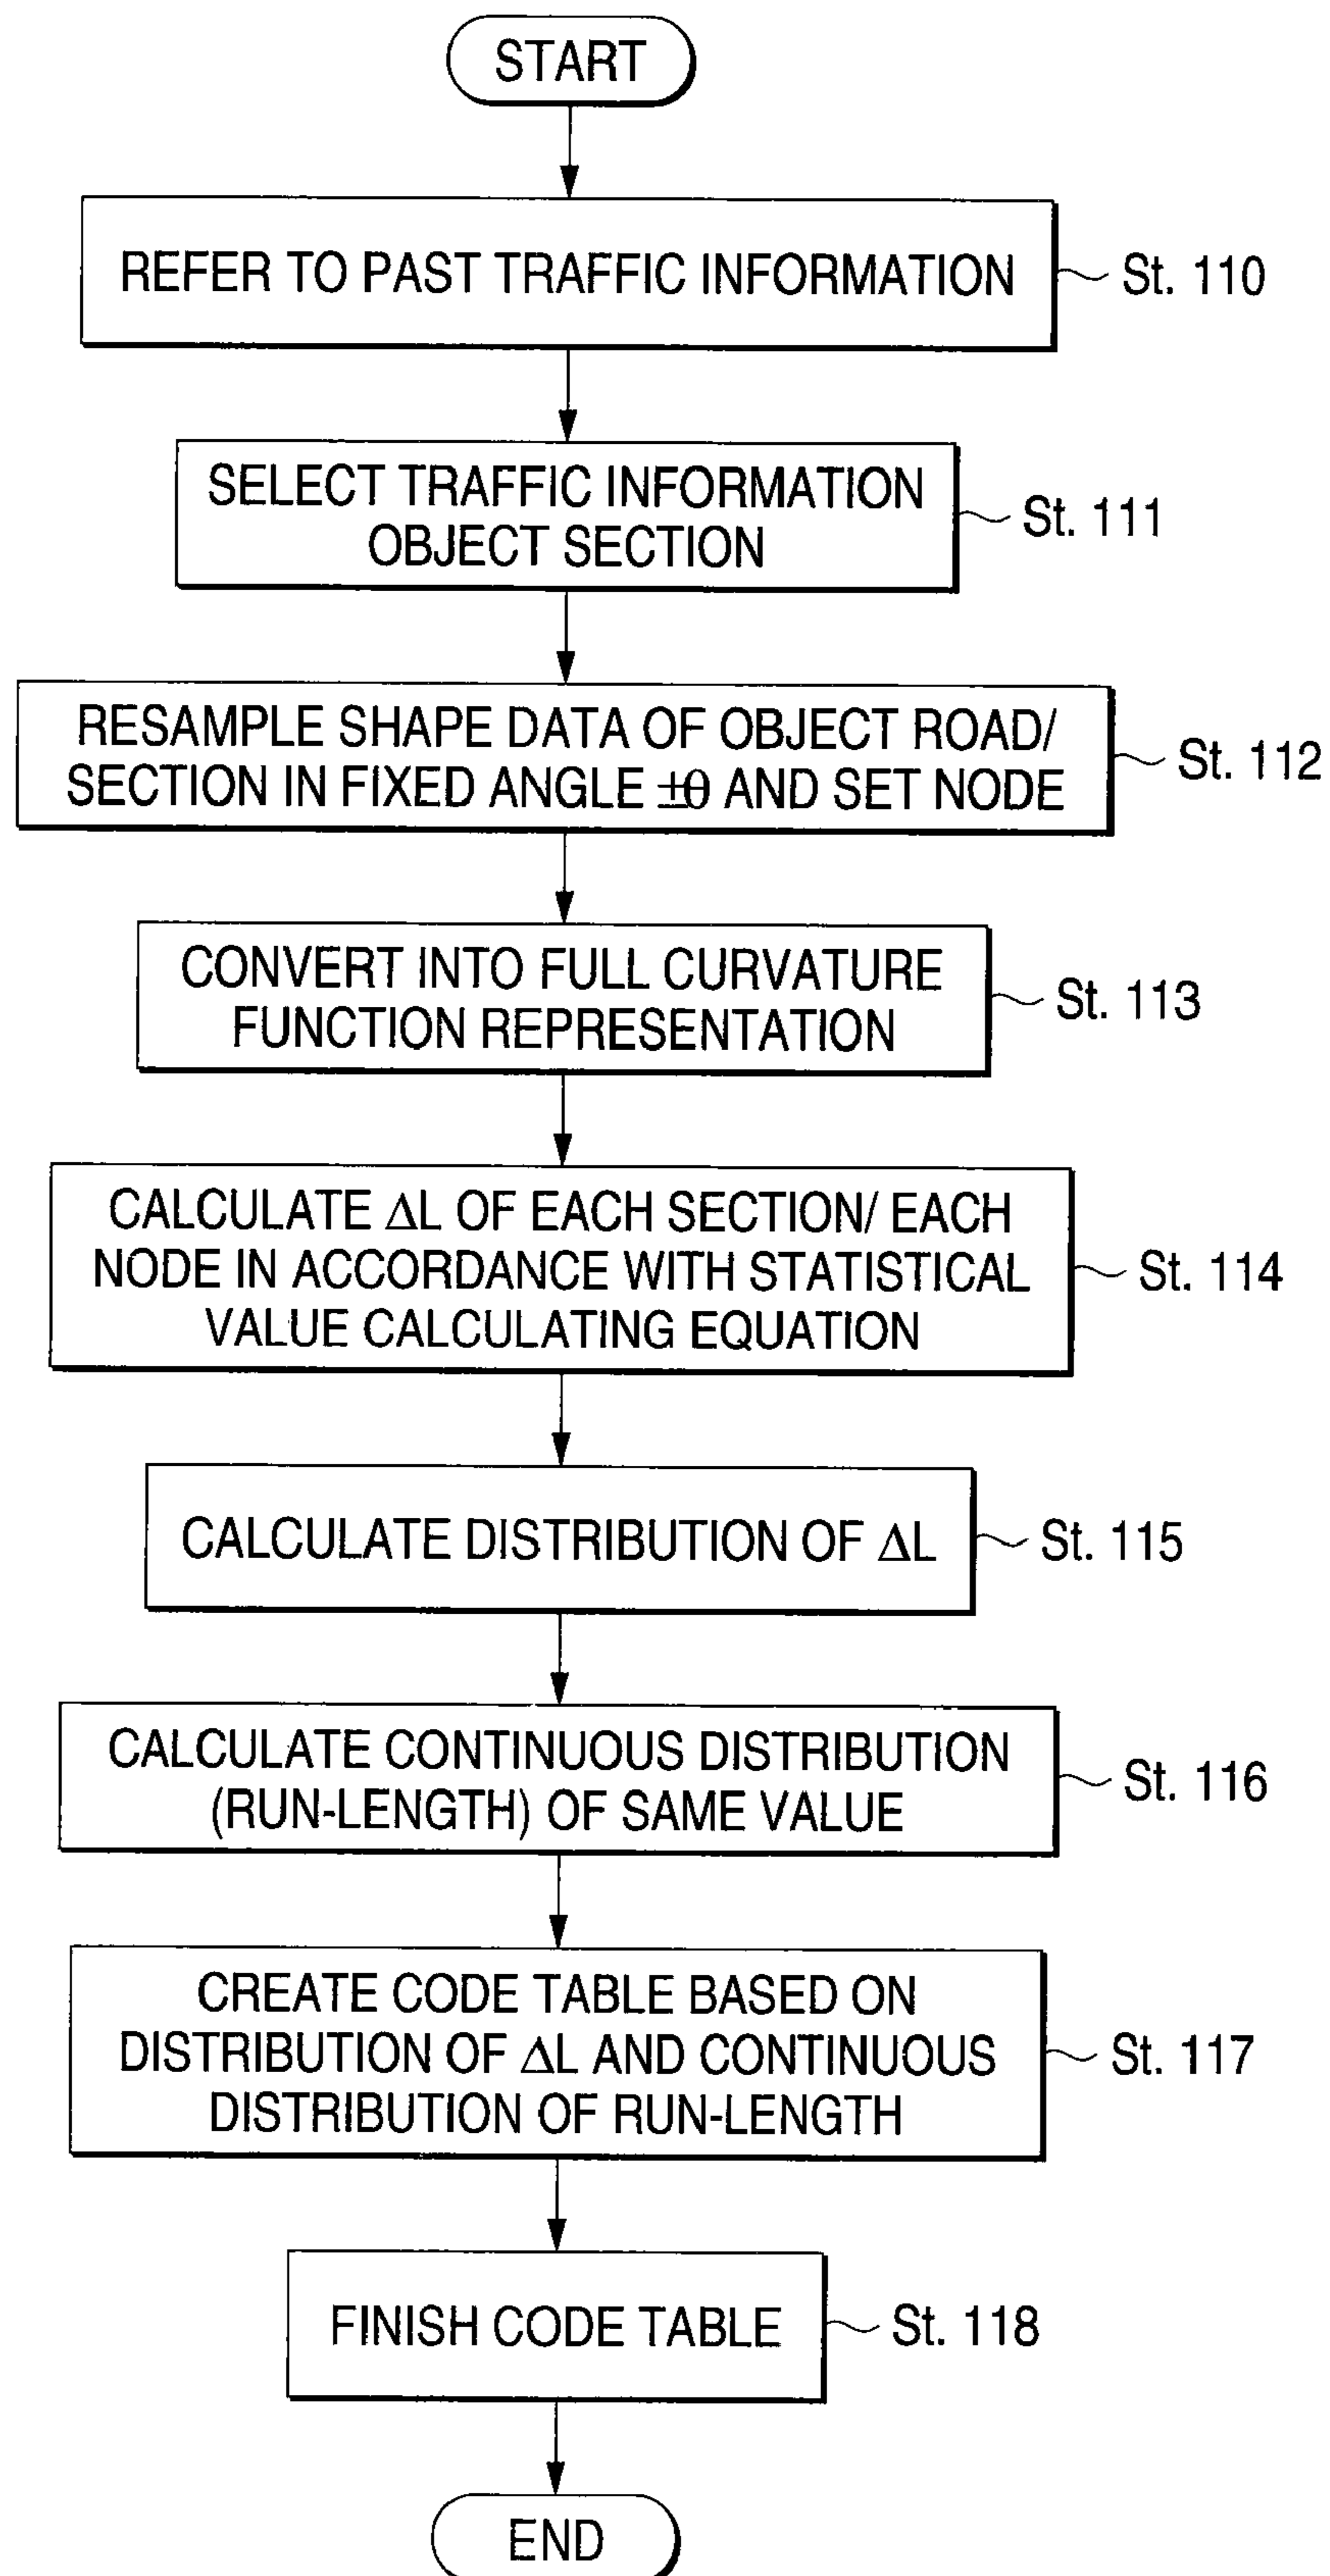 START
REFER TO PAST TRAFFIC INFORMATION
St. 110
SELECT TRAFFIC INFORMATION
OBJECT SECTION
St. 111
RESAMPLE SHAPE DATA OF OBJECT ROAD/
SECTION IN FIXED ANGLE ±θ AND SET NODE
St. 112
CONVERT INTO FULL CURVATURE
FUNCTION REPRESENTATION
St. 113
CALCULATE ΔL OF EACH SECTION/ EACH
NODE IN ACCORDANCE WITH STATISTICAL
VALUE CALCULATING EQUATION
St. 114
CALCULATE DISTRIBUTION OF ΔL
St. 115
CALCULATE CONTINUOUS DISTRIBUTION
(RUN-LENGTH) OF SAME VALUE
St. 116
CREATE CODE TABLE BASED ON
DISTRIBUTION OF ΔL AND CONTINUOUS
DISTRIBUTION OF RUN-LENGTH
St. 117
FINISH CODE TABLE
St. 118
END